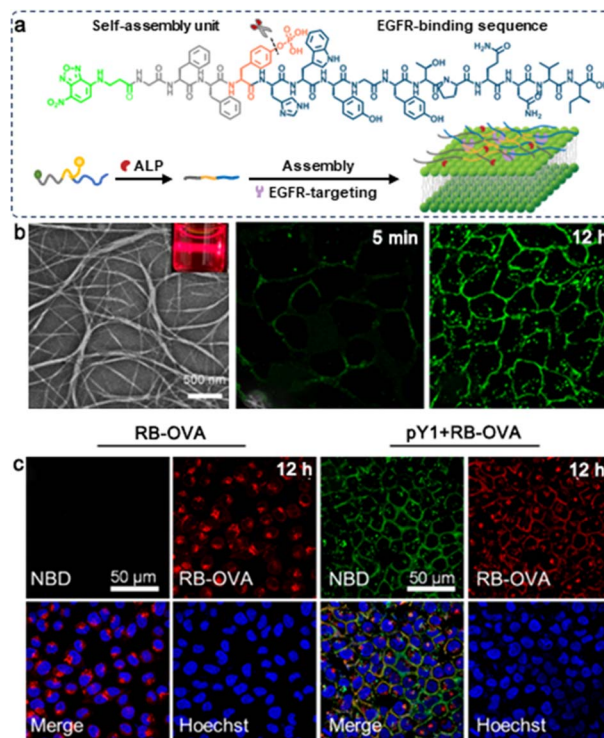 a
Self-assembly unit
EGFR-binding sequence
ALP
Assembly
EGFR-targeting
b
500 nm
5 min
12 h
RB-OVA
pY1+RB-OVA
c
12 h
12 h
NBD
50 µm
RB-OVA
NBD
50 µm
RB-OVA
Merge
Hoechst
Merge
Hoechst